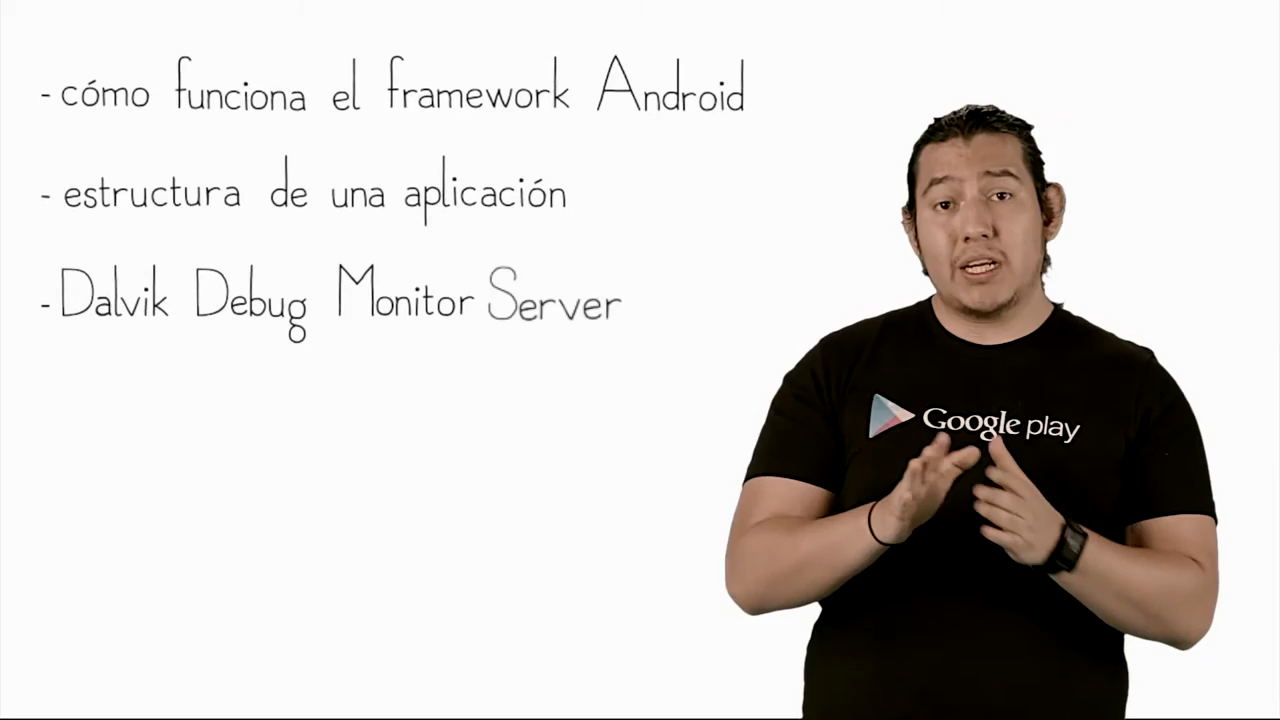 - cómo funciona el framework Android
- estructura de una aplicación
- Dalvik Debug Monitor Server
Google play